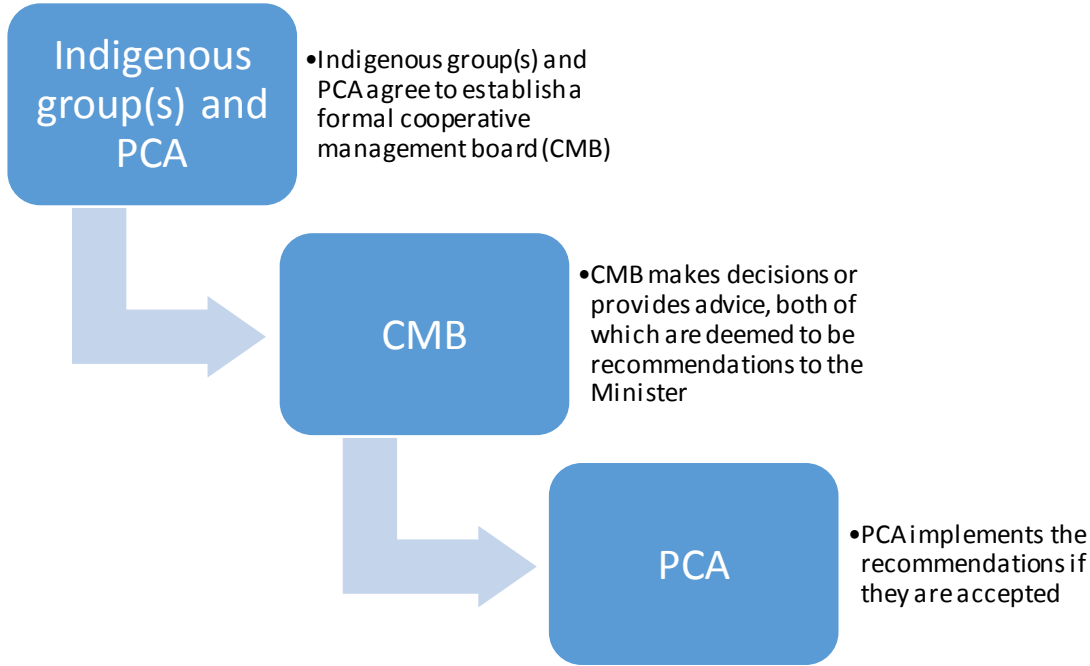 Indigenous
group(s) and
PCA
•Indigenous group(s) and
PCA agree to establish a
formal cooperative
management board (CMB)
CMB
•CMB makes decisions or
provides advice, both of
which are deemed to be
recommendations to the
Minister
PCA
•PCA implements the
recommendations if
they are accepted